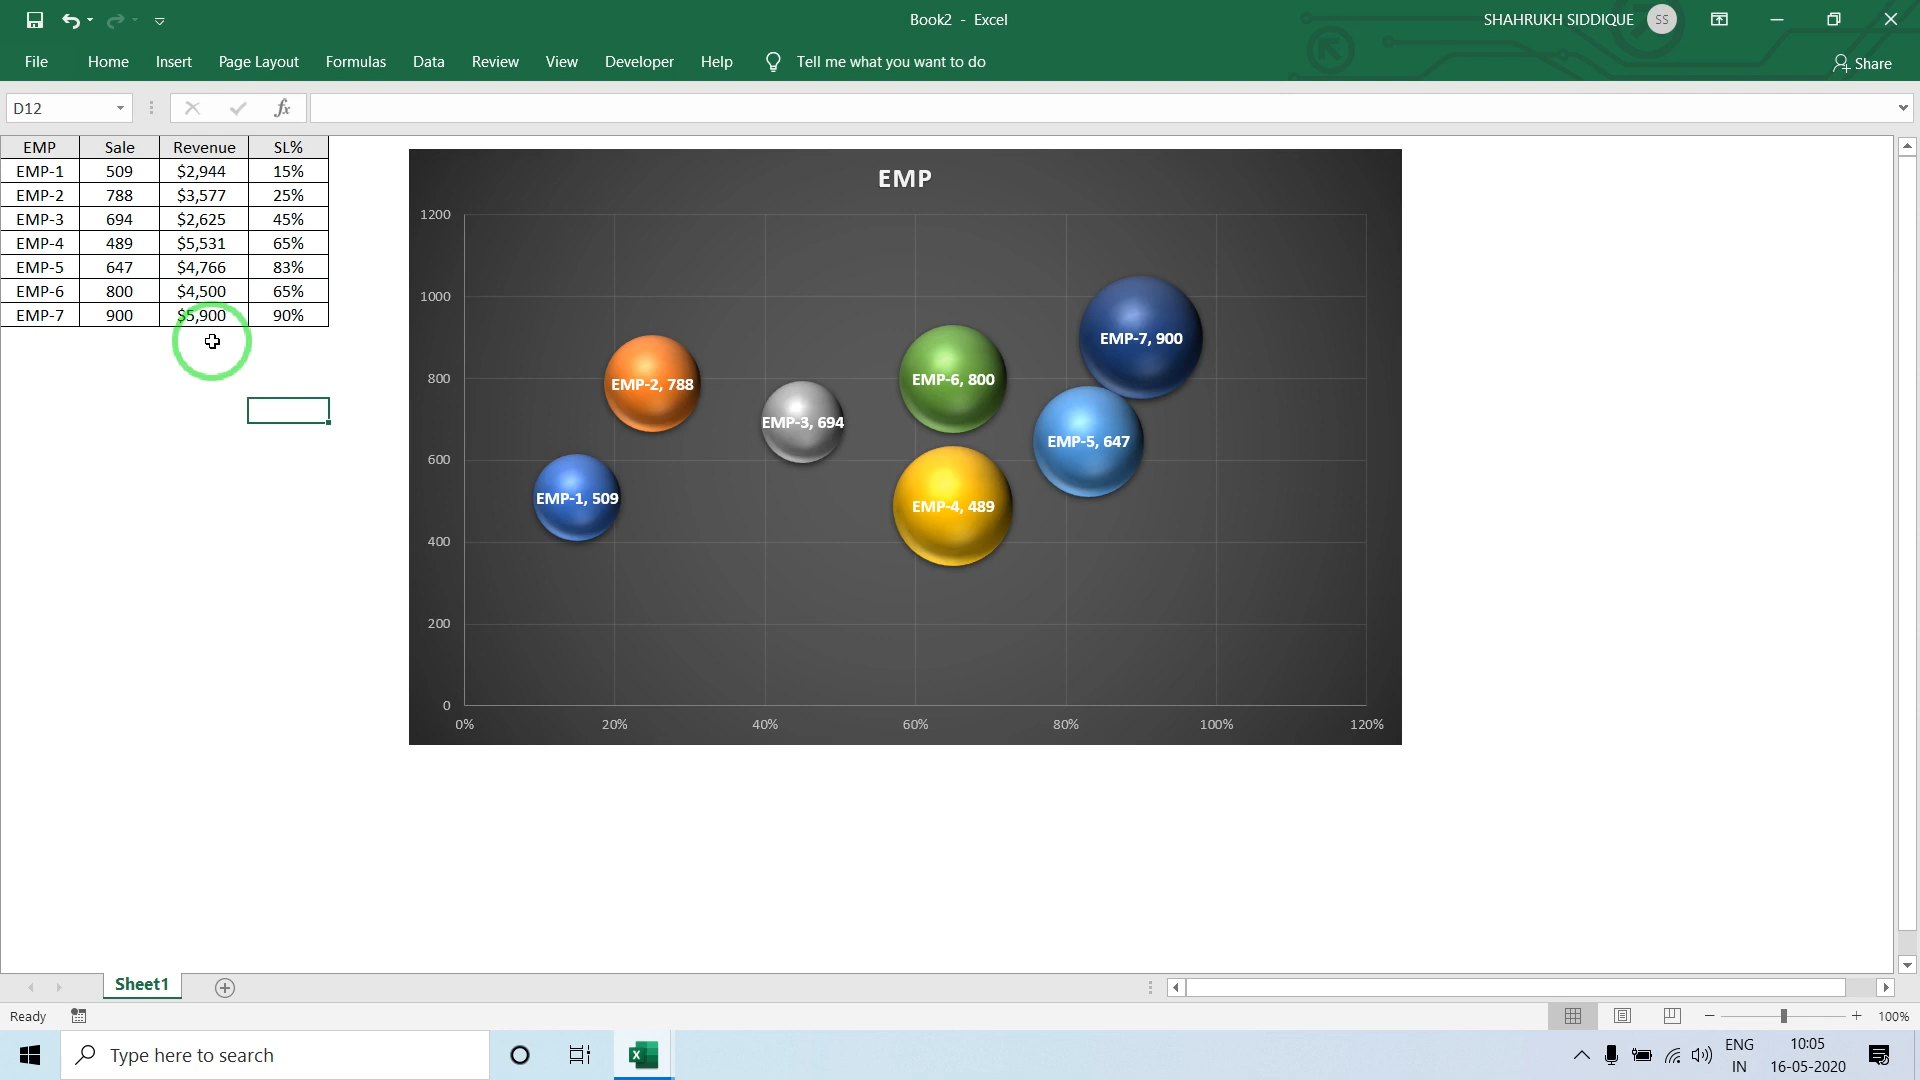 Book2 - Excel
SHAHRUKH SIDDIQUE SS
File Home Insert Page Layout Formulas Data Review View Developer Help Tell me what you want to do Share
D12 fx
EMP Sale Revenue SL%
EMP-1 509 $2,944 15%
EMP-2 788 $3,577 25%
EMP-3 694 $2,625 45%
EMP-4 489 $5,531 65%
EMP-5 647 $4,766 83%
EMP-6 800 $4,500 65%
EMP-7 900 $5,900 90%
EMP
1200
1000
800
600
400
200
0
EMP-7, 900
EMP-2, 788
EMP-6, 800
EMP-3, 694
EMP-5, 647
EMP-1, 509
EMP-4, 489
0% 20% 40% 60% 80% 100% 120%
Sheet1
Ready 100%
Type here to search
ENG 10:05
IN 16-05-2020